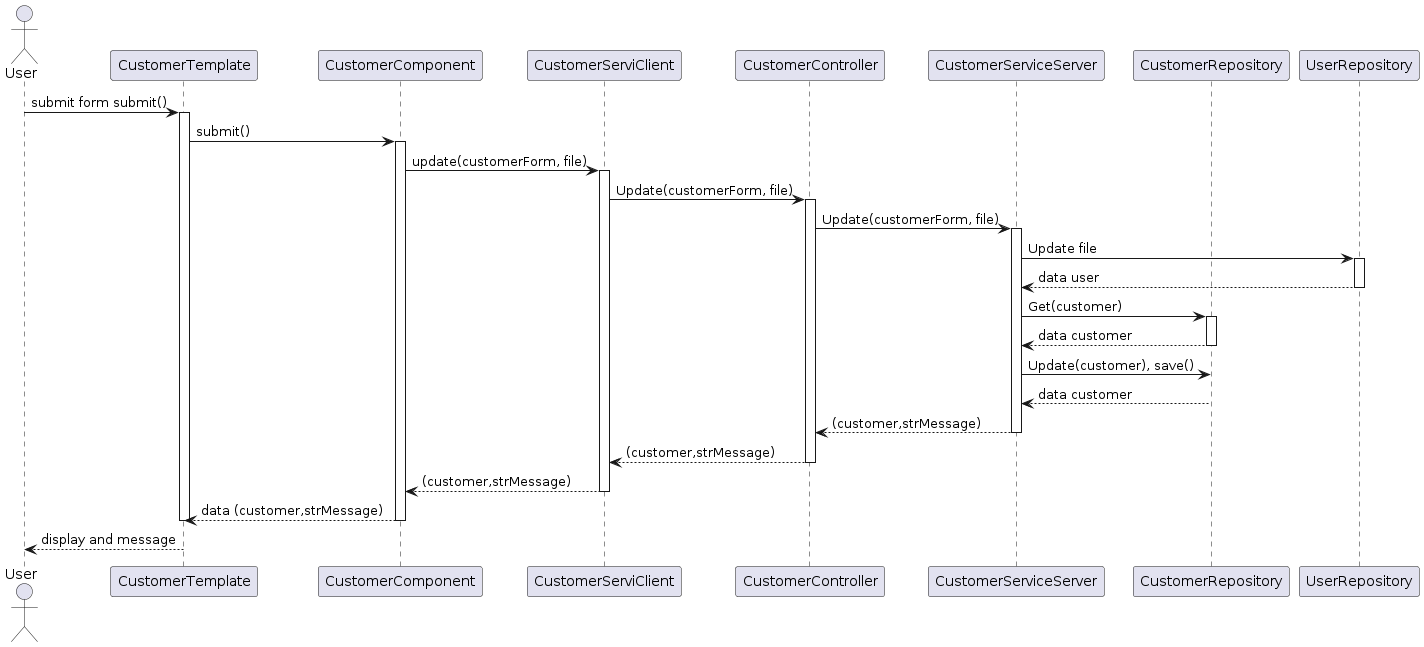 User
CustomerTemplate
CustomerComponent
CustomerServiClient
CustomerController
CustomerServiceServer
CustomerRepository
UserRepository
submit form submit()
submit()
update(customerForm, file)
Update(customerForm, file)
Update(customerForm, file)
Update file
data user
Get(customer)
data customer
Update(customer), save()
data customer
(customer,strMessage)
(customer,strMessage)
(customer,strMessage)
data (customer,strMessage)
display and message
User
CustomerTemplate
CustomerComponent
CustomerServiClient
CustomerController
CustomerServiceServer
CustomerRepository
UserRepository